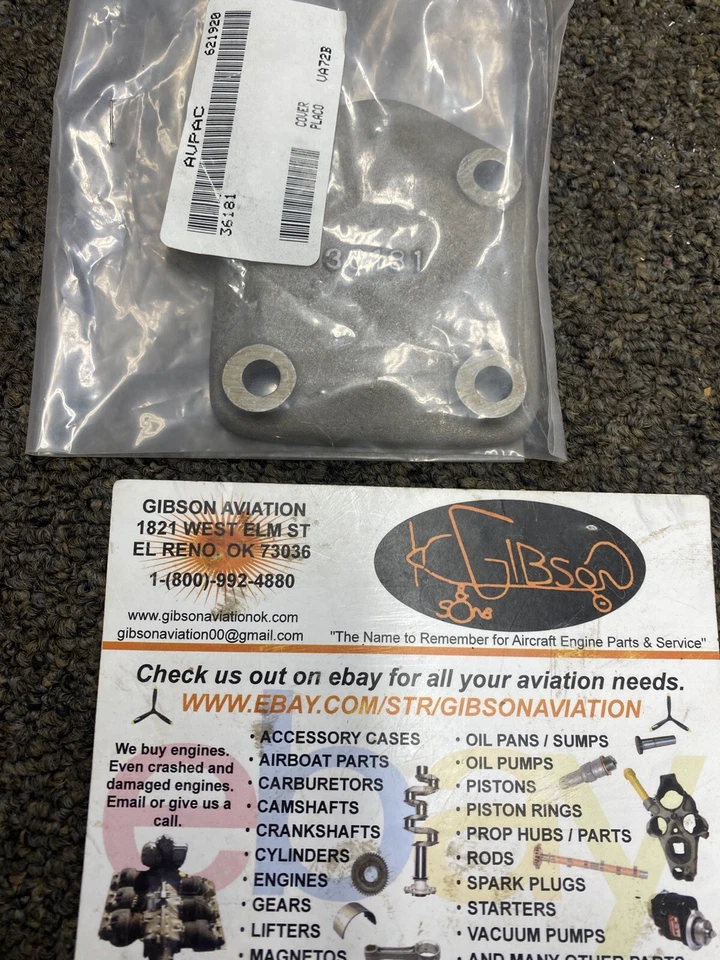 AVPAC
621920
36181
COVER
PLACO
VA72B
36181
GIBSON AVIATION
1821 WEST ELM ST
EL RENO. OK 73036
1-(800)-992-4880
www.gibsonaviationok.com
gibsonaviation00@gmail.com
GIBSON
& SONS
"The Name to Remember for Aircraft Engine Parts & Service"
Check us out on ebay for all your aviation needs.
WWW.EBAY.COM/STR/GIBSONAVIATION
We buy engines.
Even crashed and
damaged engines.
Email or give us a
call.
ebay
• ACCESSORY CASES
• AIRBOAT PARTS
• CARBURETORS
• CAMSHAFTS
• CRANKSHAFTS
• CYLINDERS
• ENGINES
• GEARS
• LIFTERS
• MAGNETOS
• OIL PANS / SUMPS
• OIL PUMPS
• PISTONS
• PISTON RINGS
• PROP HUBS / PARTS
• RODS
• SPARK PLUGS
• STARTERS
• VACUUM PUMPS
• AND MANY OTHER PARTS